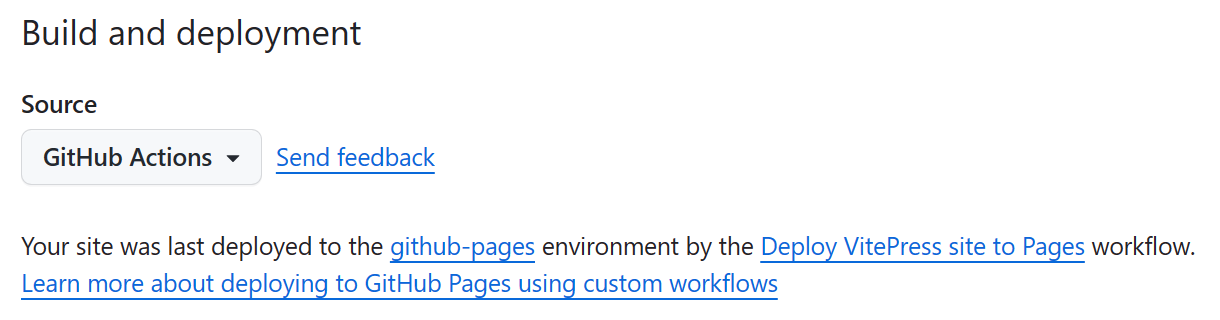 Build and deployment
Source
GitHub Actions
Send feedback
Your site was last deployed to the github-pages environment by the Deploy VitePress site to Pages workflow.
Learn more about deploying to GitHub Pages using custom workflows